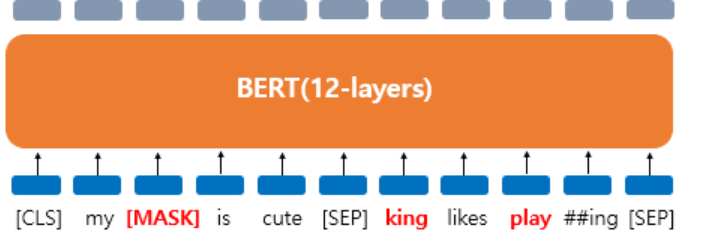 BERT(12-layers)
[CLS] my [MASK] is cute [SEP] king likes play ##ing [SEP]